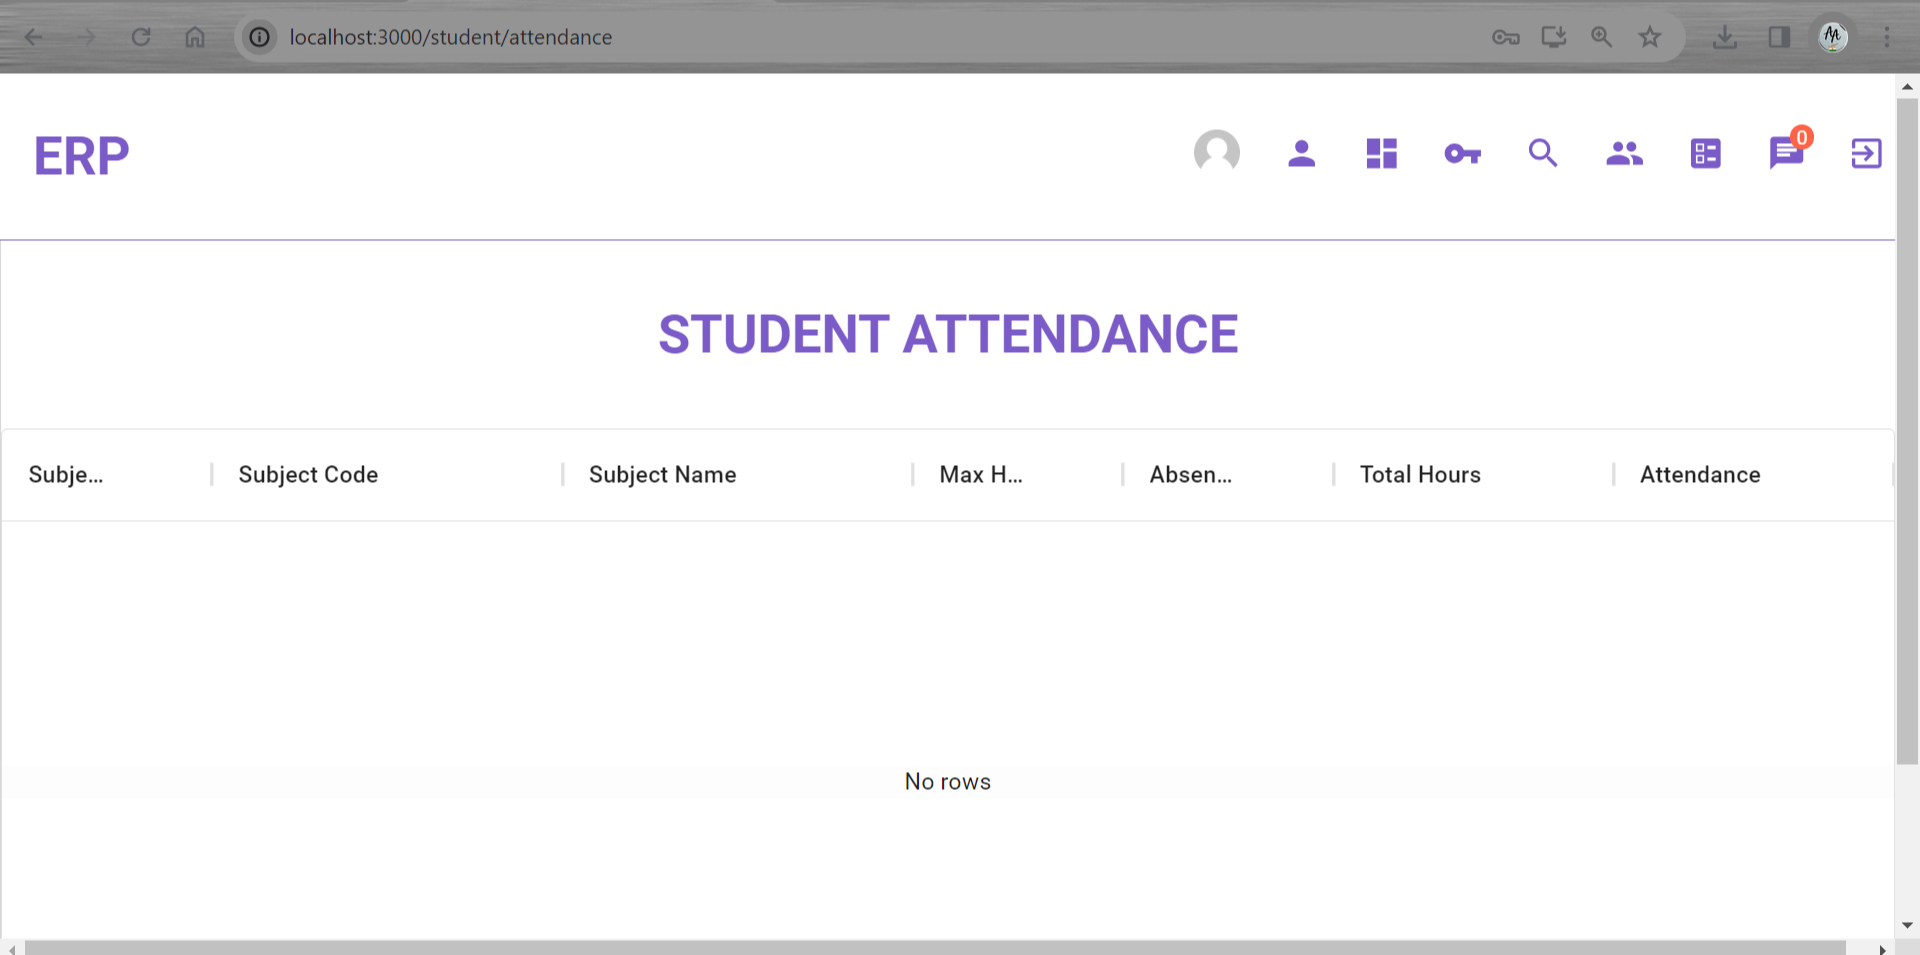 localhost:3000/student/attendance
ERP
0
STUDENT ATTENDANCE
Subje... Subject Code Subject Name Max H... Absen... Total Hours Attendance
No rows